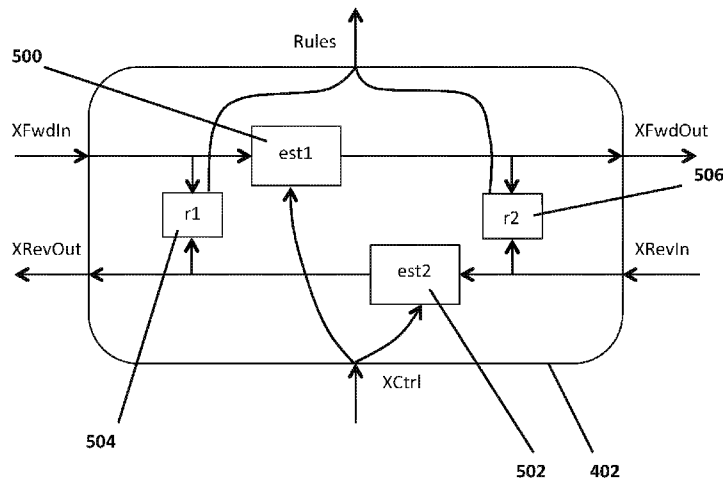 Rules
500
XFwdIn
XFwdOut
est1
506
r1
r2
XRevOut
XRevIn
est2
XCtrl
504
502
402